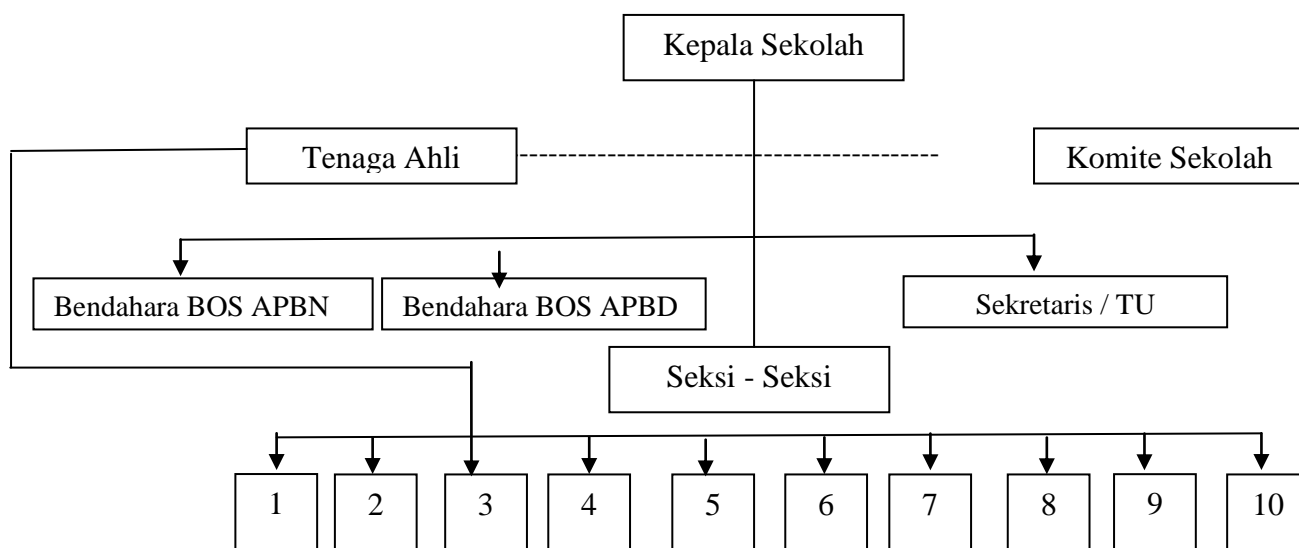 Kepala Sekolah
Tenaga Ahli
Komite Sekolah
Bendahara BOS APBN
Bendahara BOS APBD
Sekretaris / TU
Seksi - Seksi
1
2
3
4
5
6
7
8
9
10